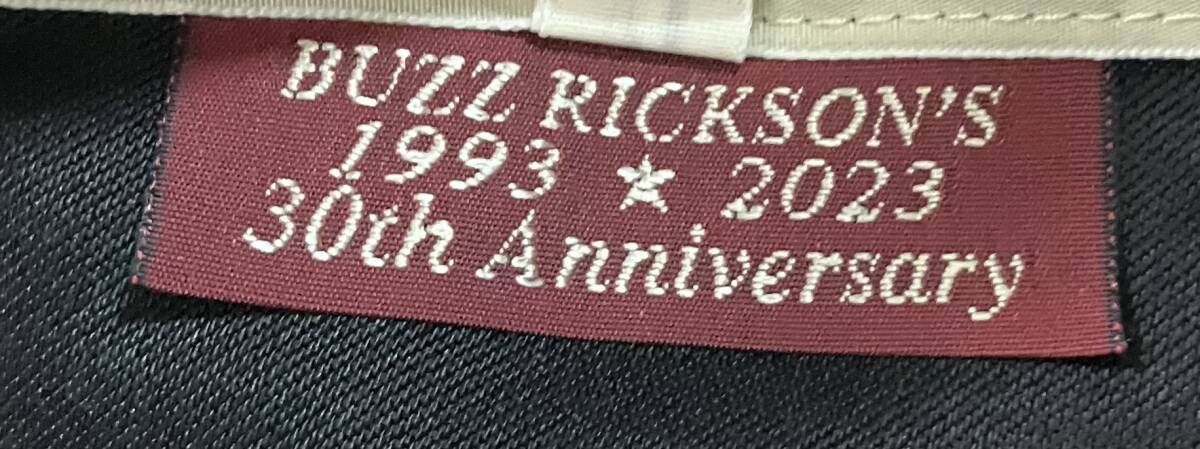 BUZZ RICKSON'S
1993 ★ 2023
30th Anniversary